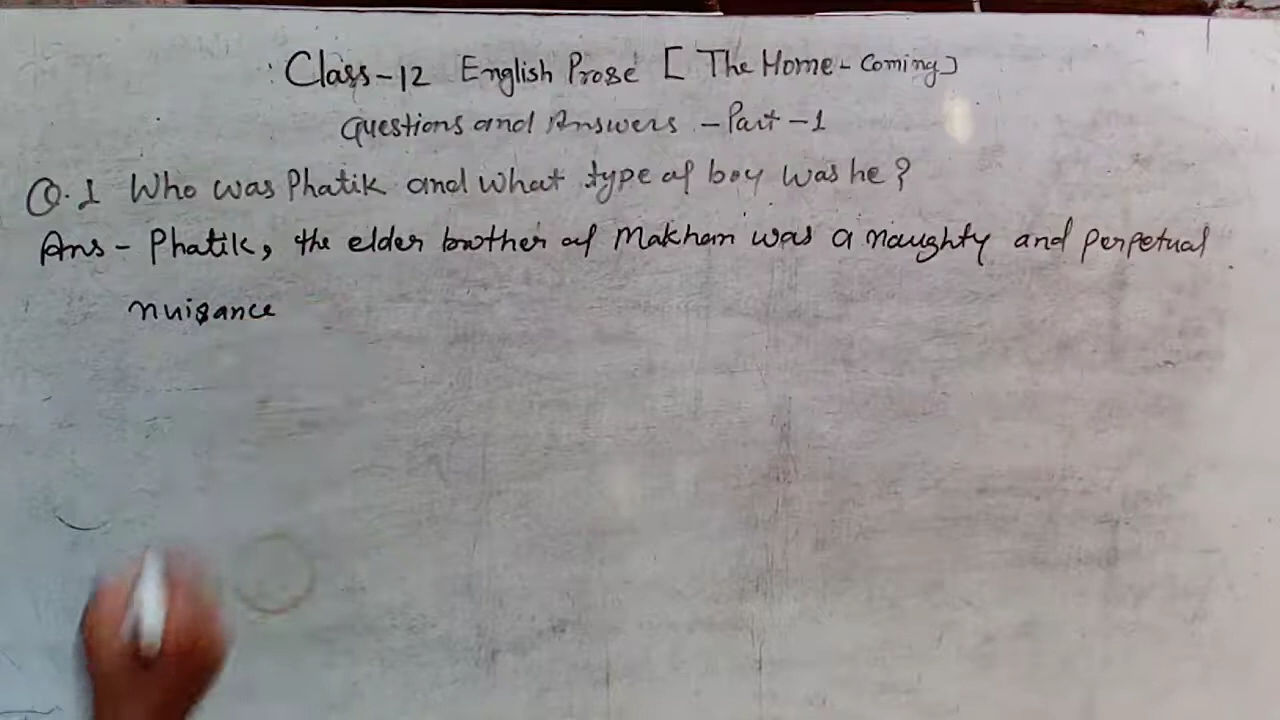 Class-12 English Prose [ The Home-Coming]
Questions and Answers - Part-1
Q.1 Who was Phatik and what type of boy was he?
Ans - Phatik, the elder brother of Makhan was a naughty and perpetual
nuisance